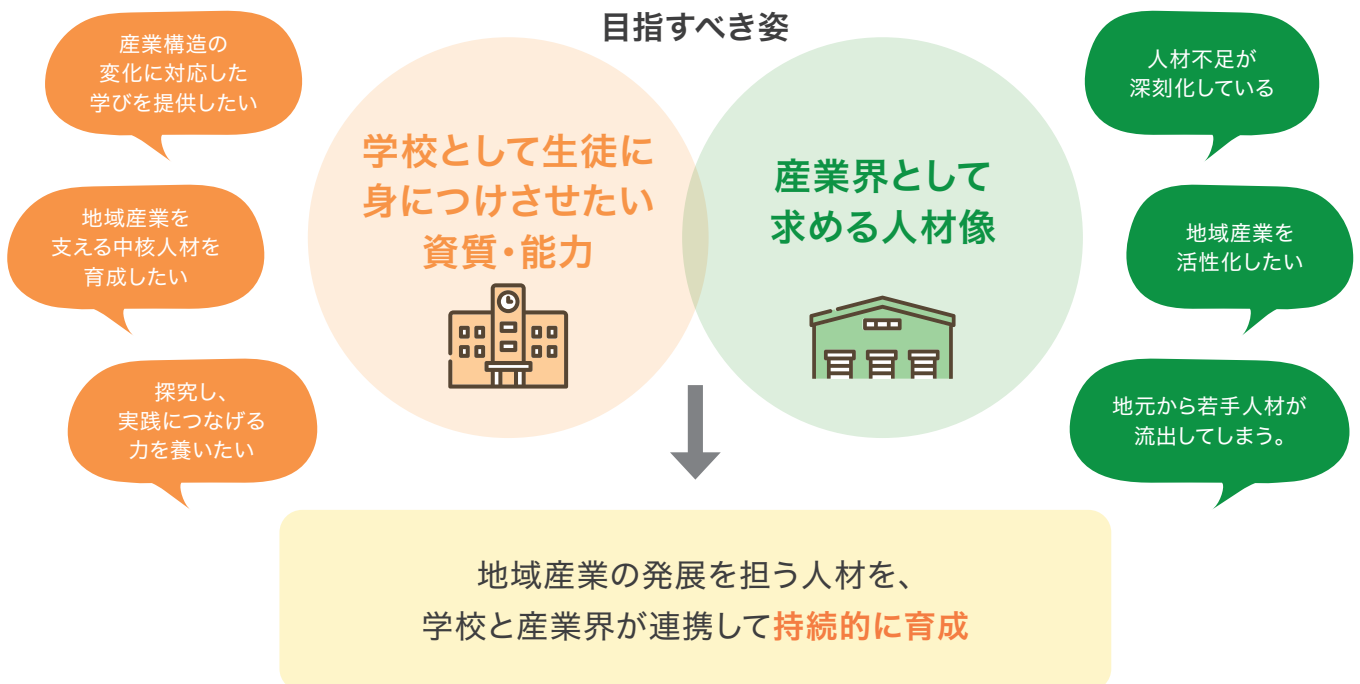 目指すべき姿
産業構造の
変化に対応した
学びを提供したい
地域産業を
支える中核人材を
育成したい
探究し、
実践につなげる
力を養いたい
学校として生徒に
身につけさせたい
資質・能力
産業界として
求める人材像
人材不足が
深刻化している
地域産業を
活性化したい
地元から若手人材が
流出してしまう。
地域産業の発展を担う人材を、
学校と産業界が連携して持続的に育成